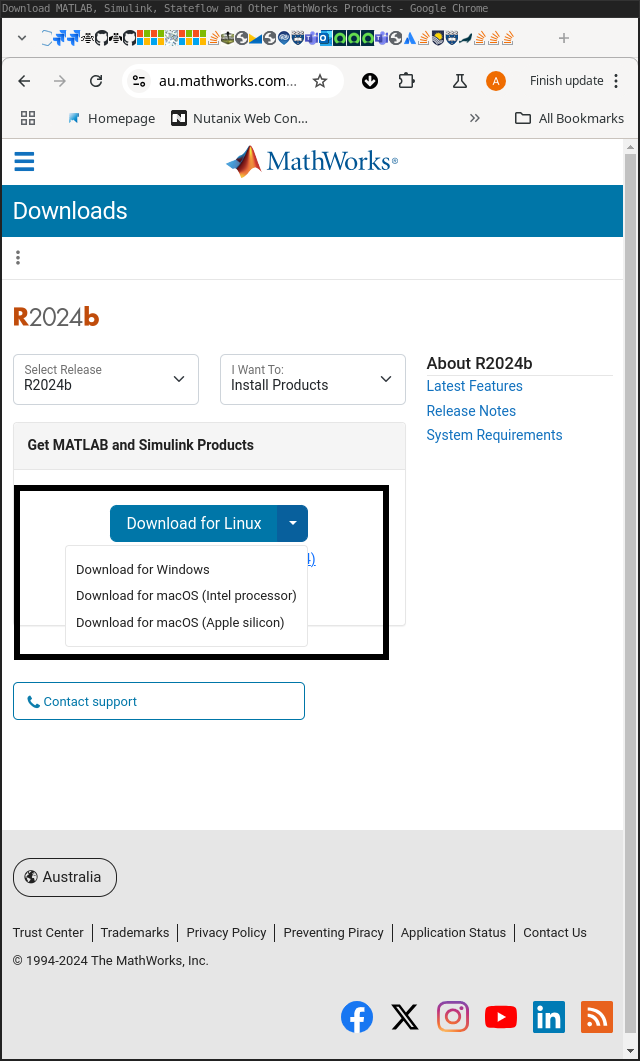 Download MATLAB, Simulink, Stateflow and Other MathWorks Products - Google Chrome
au.mathworks.com...
A
Finish update
Homepage
Nutanix Web Con...
All Bookmarks
MathWorks®
Downloads
R2024b
Select Release
R2024b
I Want To:
Install Products
About R2024b
Latest Features
Release Notes
System Requirements
Get MATLAB and Simulink Products
Download for Linux
4)
Download for Windows
Download for macOS (Intel processor)
Download for macOS (Apple silicon)
Contact support
Australia
Trust Center
Trademarks
Privacy Policy
Preventing Piracy
Application Status
Contact Us
© 1994-2024 The MathWorks, Inc.